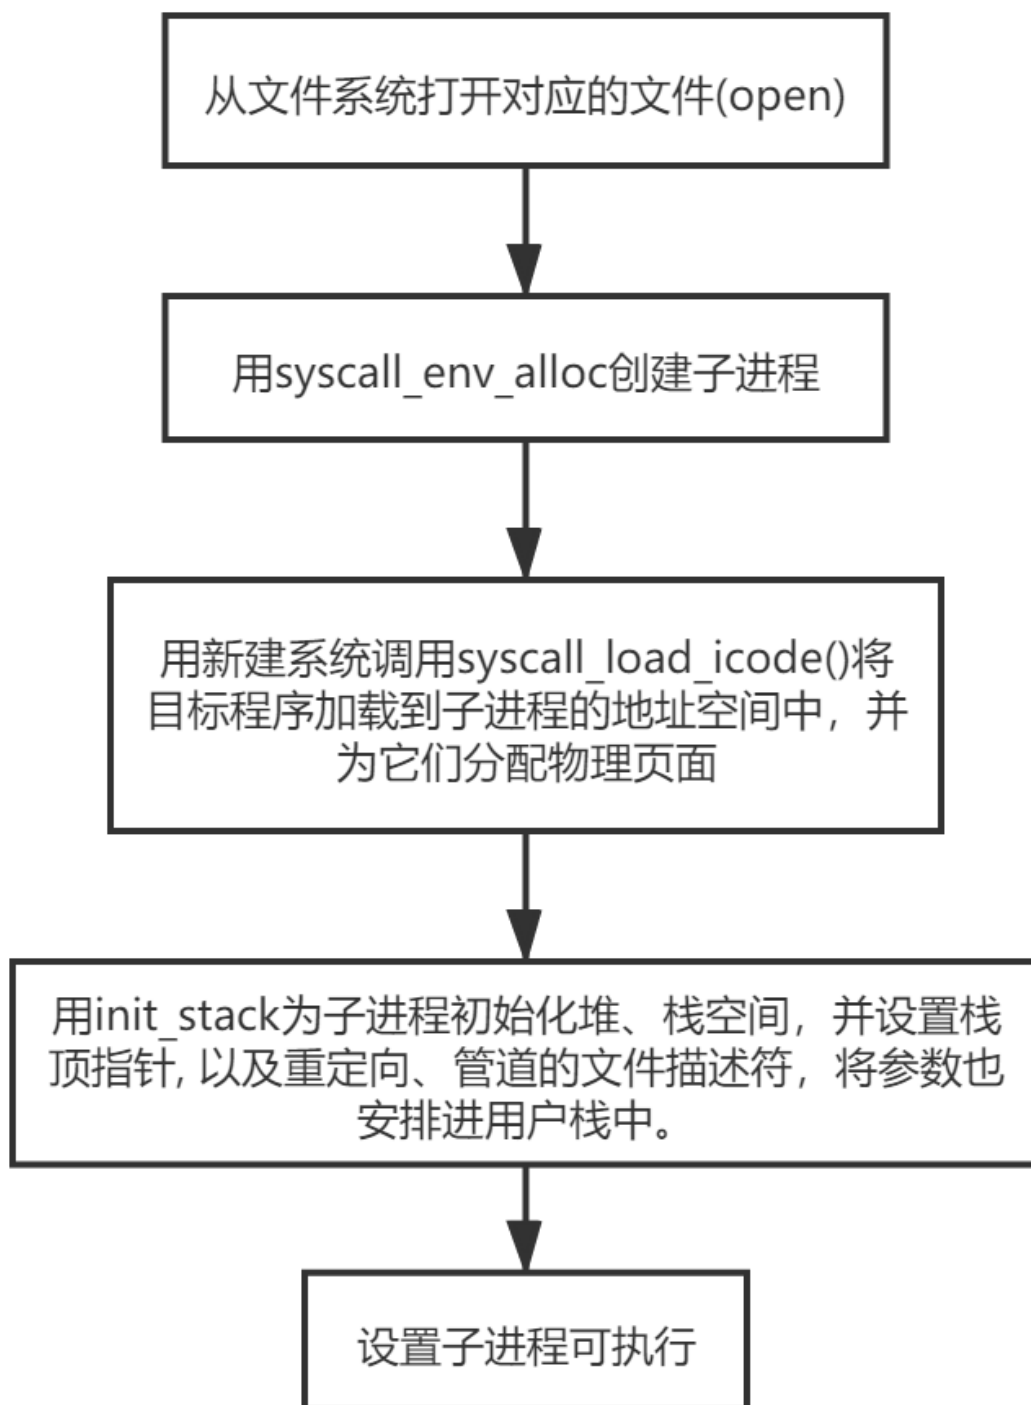 从文件系统打开对应的文件(open)
用syscall_env_alloc创建子进程
用新建系统调用syscall_load_icode()将
目标程序加载到子进程的地址空间中，并
为它们分配物理页面
用init_stack为子进程初始化堆、栈空间，并设置栈
顶指针, 以及重定向、管道的文件描述符，将参数也
安排进用户栈中。
设置子进程可执行